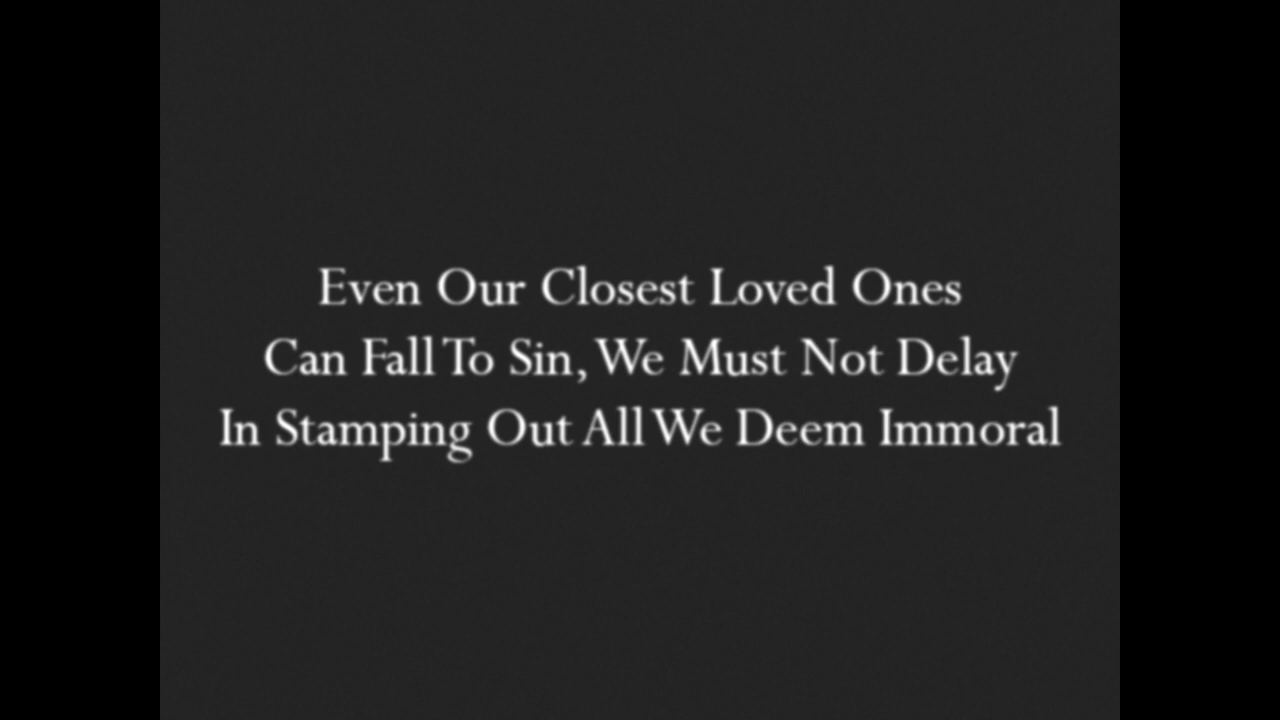 Even Our Closest Loved Ones
Can Fall To Sin, We Must Not Delay
In Stamping Out All We Deem Immoral